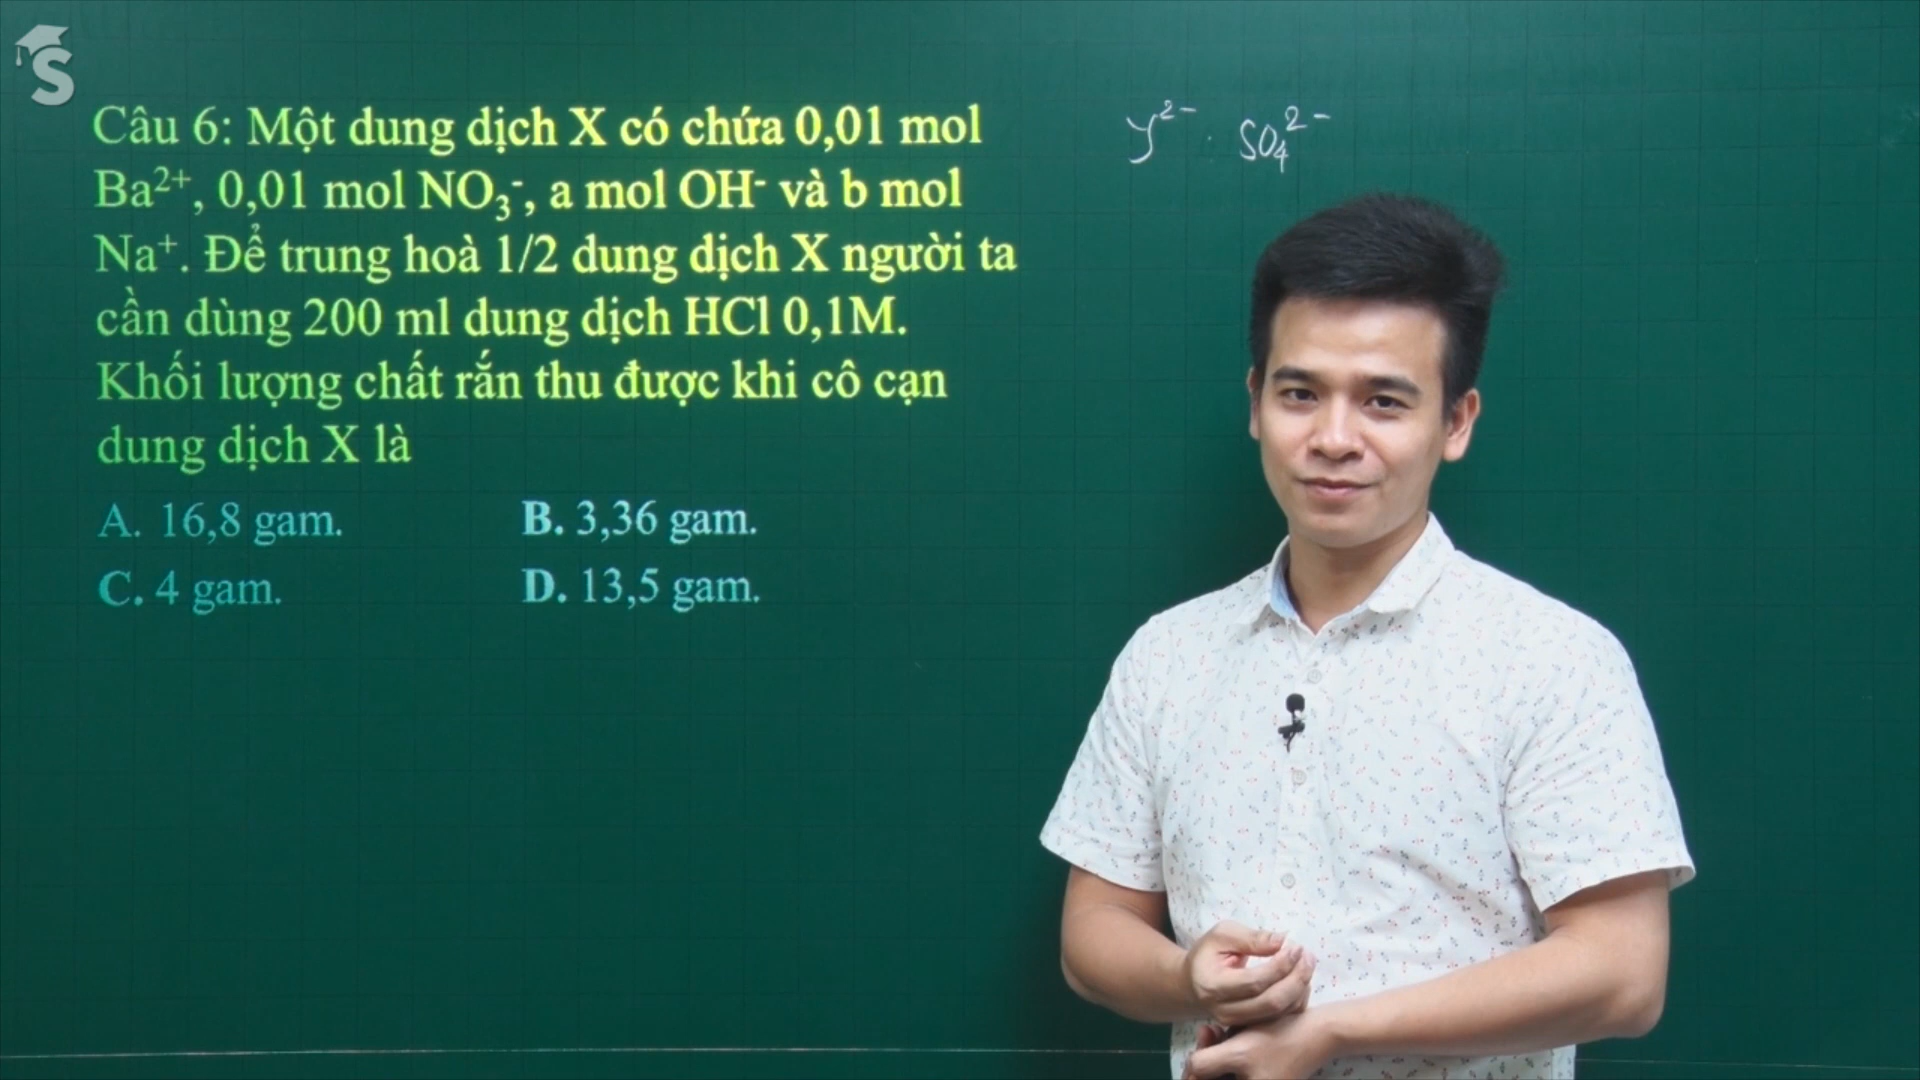 Câu 6: Một dung dịch X có chứa 0,01 mol
Ba²⁺, 0,01 mol NO₃⁻, a mol OH⁻ và b mol
Na⁺. Để trung hoà 1/2 dung dịch X người ta
cần dùng 200 ml dung dịch HCl 0,1M.
Khối lượng chất rắn thu được khi cô cạn
dung dịch X là
A. 16,8 gam. B. 3,36 gam.
C. 4 gam. D. 13,5 gam.
y²⁻ . SO₄²⁻
S